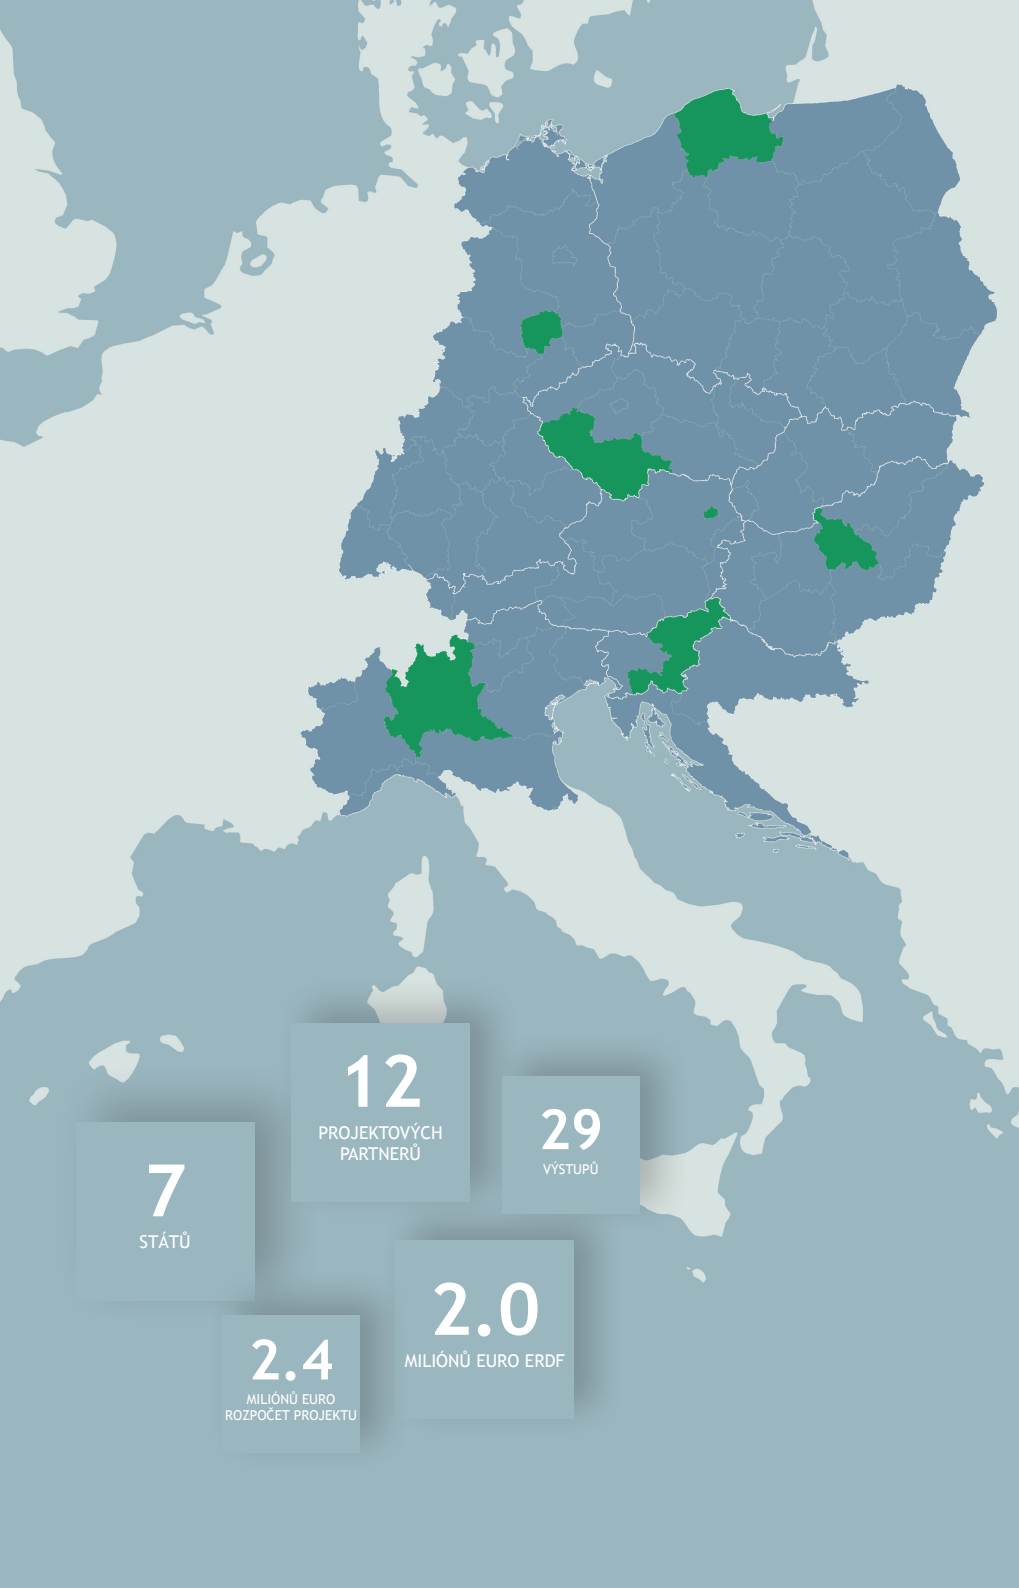 12
PROJEKTOVÝCH
PARTNERŮ
29
VÝSTUPŮ
7
STÁTŮ
2.0
MILIÓNŮ EURO ERDF
2.4
MILIÓNŮ EURO
ROZPOČET PROJEKTU